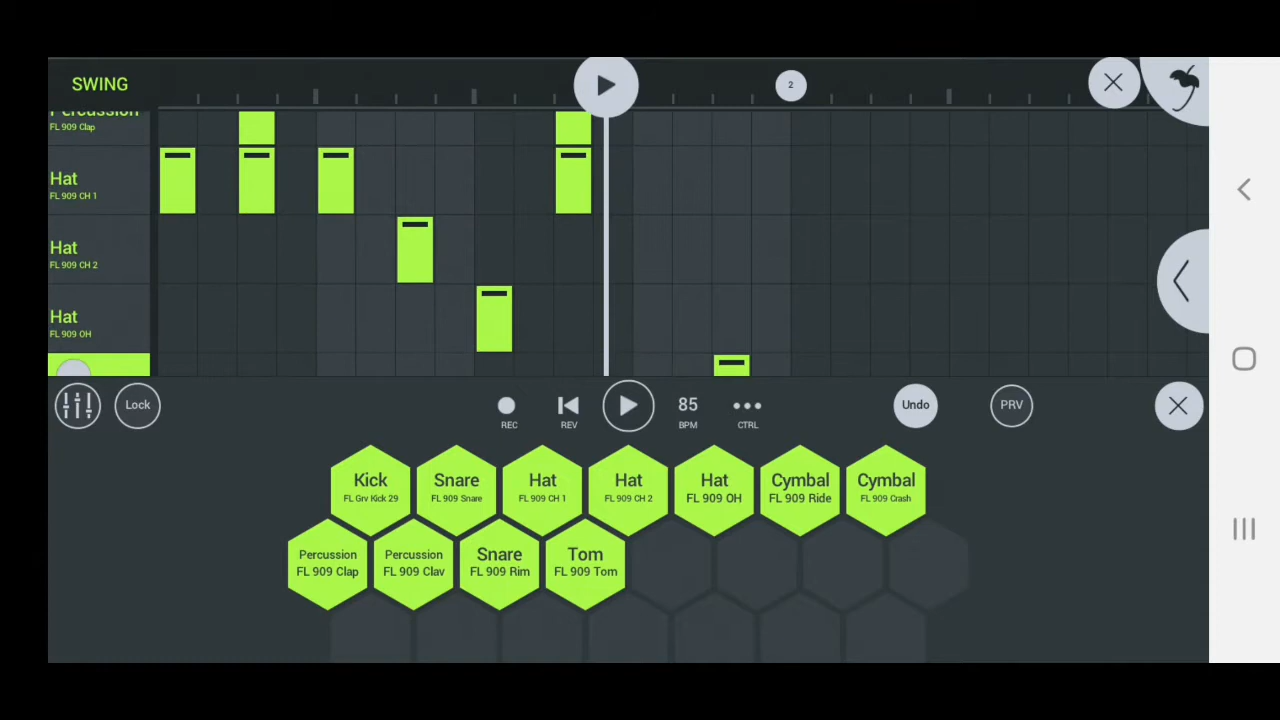 SWING
2
Percussion
FL 909 Clap
Hat
FL 909 CH 1
Hat
FL 909 CH 2
Hat
FL 909 OH
Lock
REC
REV
85
BPM
CTRL
Undo
PRV
Kick
FL Grv Kick 29
Snare
FL 909 Snare
Hat
FL 909 CH 1
Hat
FL 909 CH 2
Hat
FL 909 OH
Cymbal
FL 909 Ride
Cymbal
FL 909 Crash
Percussion
FL 909 Clap
Percussion
FL 909 Clav
Snare
FL 909 Rim
Tom
FL 909 Tom